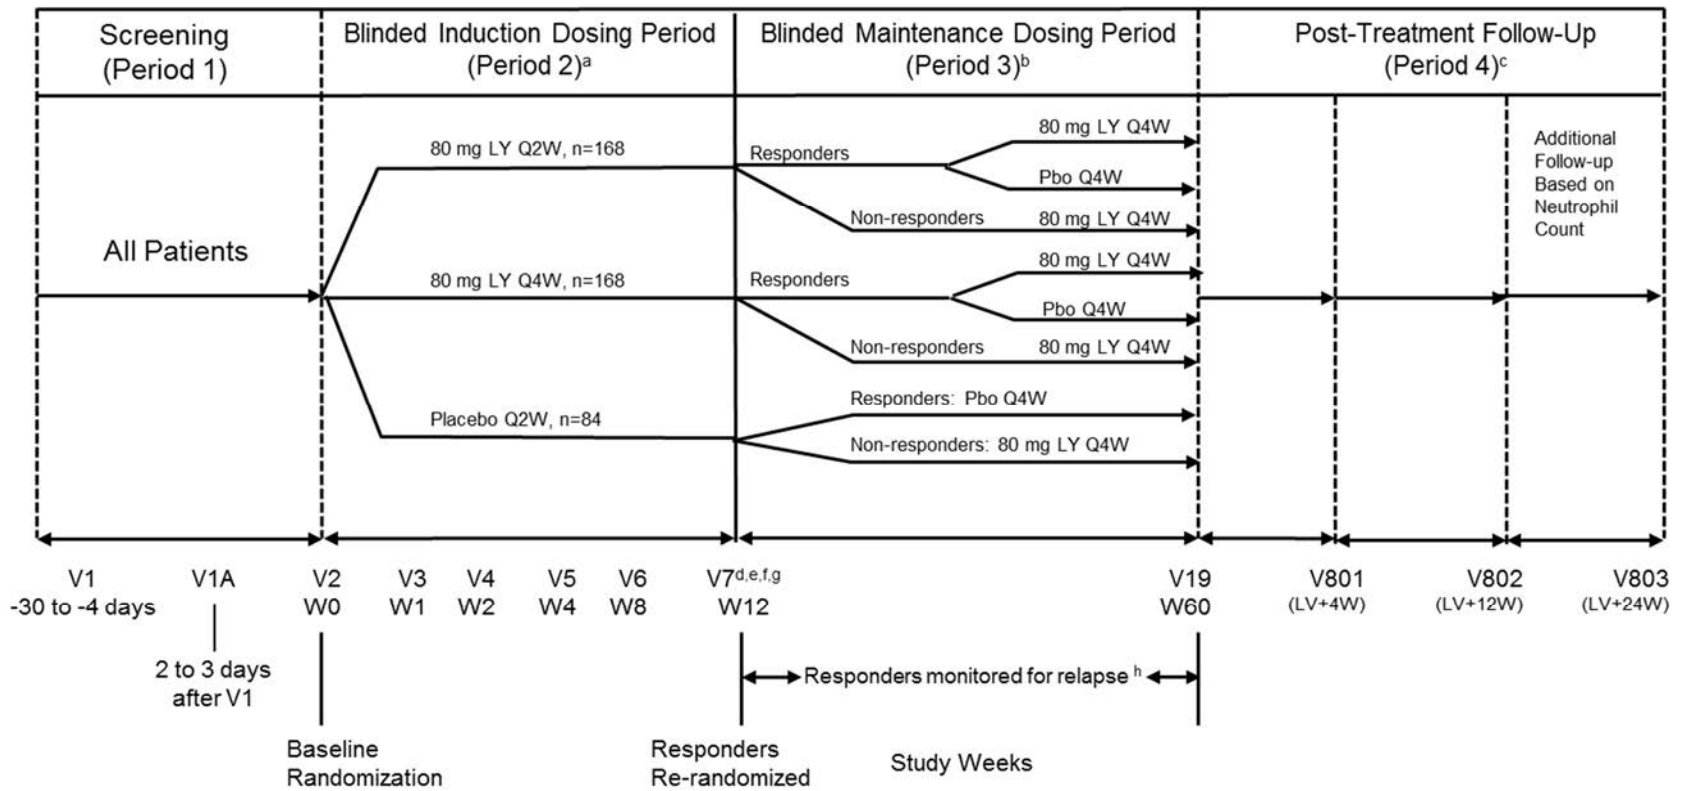 Screening
(Period 1)
Blinded Induction Dosing Period
(Period 2)ᵃ
Blinded Maintenance Dosing Period
(Period 3)ᵇ
Post-Treatment Follow-Up
(Period 4)ᶜ
All Patients
80 mg LY Q2W, n=168
80 mg LY Q4W, n=168
Placebo Q2W, n=84
Responders
80 mg LY Q4W
Pbo Q4W
Non-responders 80 mg LY Q4W
Responders
80 mg LY Q4W
Pbo Q4W
Non-responders 80 mg LY Q4W
Responders: Pbo Q4W
Non-responders: 80 mg LY Q4W
Additional
Follow-up
Based on
Neutrophil
Count
V1 V1A V2 V3 V4 V5 V6 V7ᵈ,ᵉ,ᶠ,ᵍ V19 V801 V802 V803
-30 to -4 days W0 W1 W2 W4 W8 W12 W60 (LV+4W) (LV+12W) (LV+24W)
2 to 3 days
after V1
Responders monitored for relapse ʰ
Baseline
Randomization
Responders
Re-randomized
Study Weeks